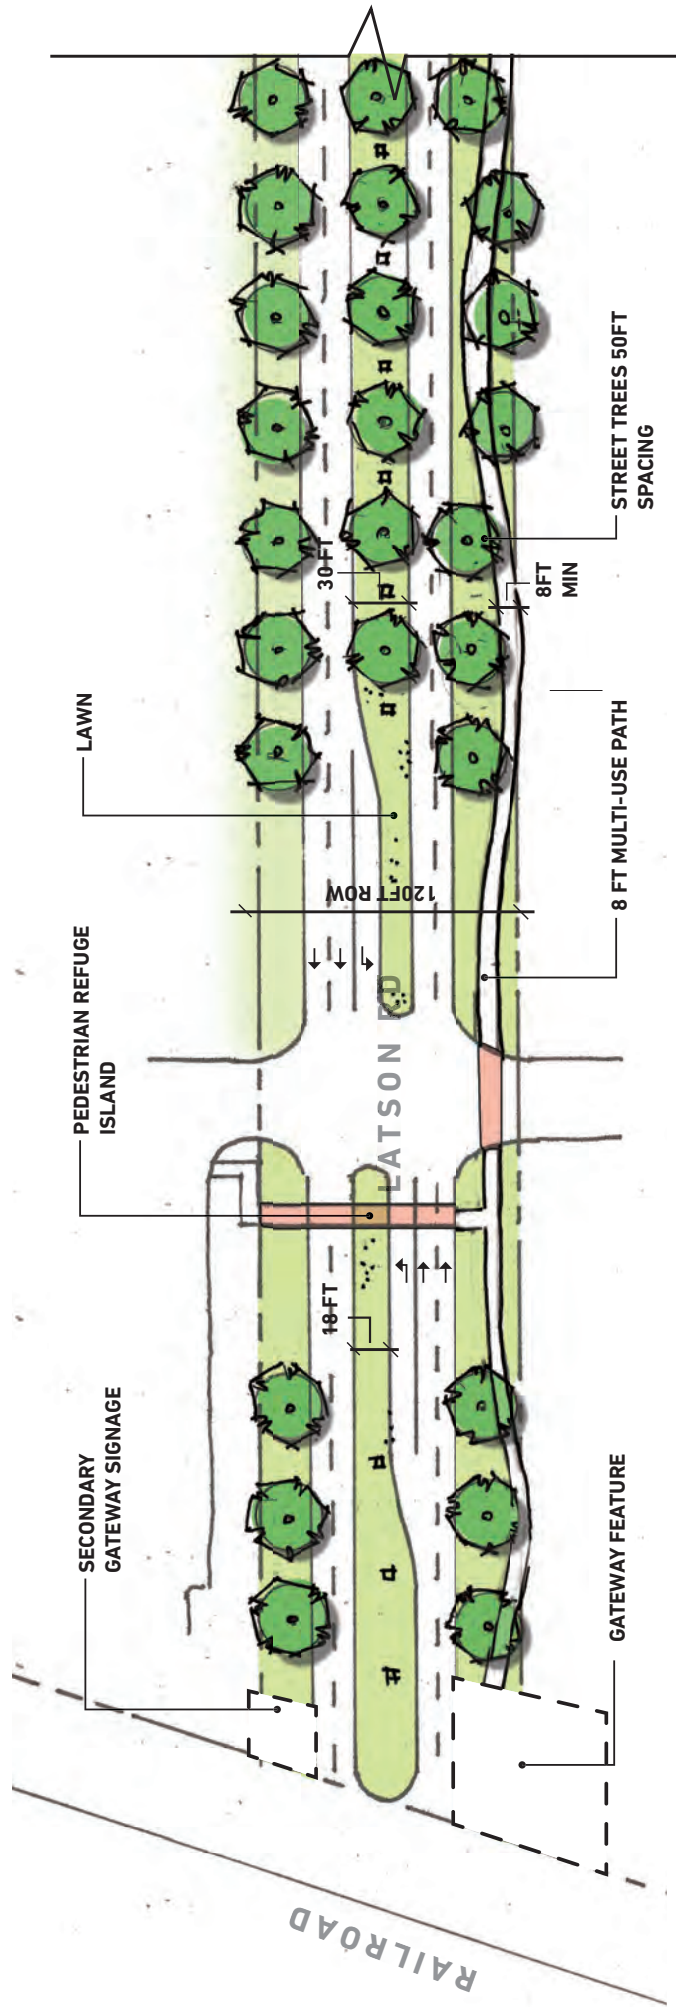 STREET TREES 50FT
SPACING
30 FT
8FT
MIN
LAWN
8 FT MULTI-USE PATH
120FT ROW
PEDESTRIAN REFUGE
ISLAND
LATSON RD
18 FT
SECONDARY
GATEWAY SIGNAGE
GATEWAY FEATURE
RAILROAD